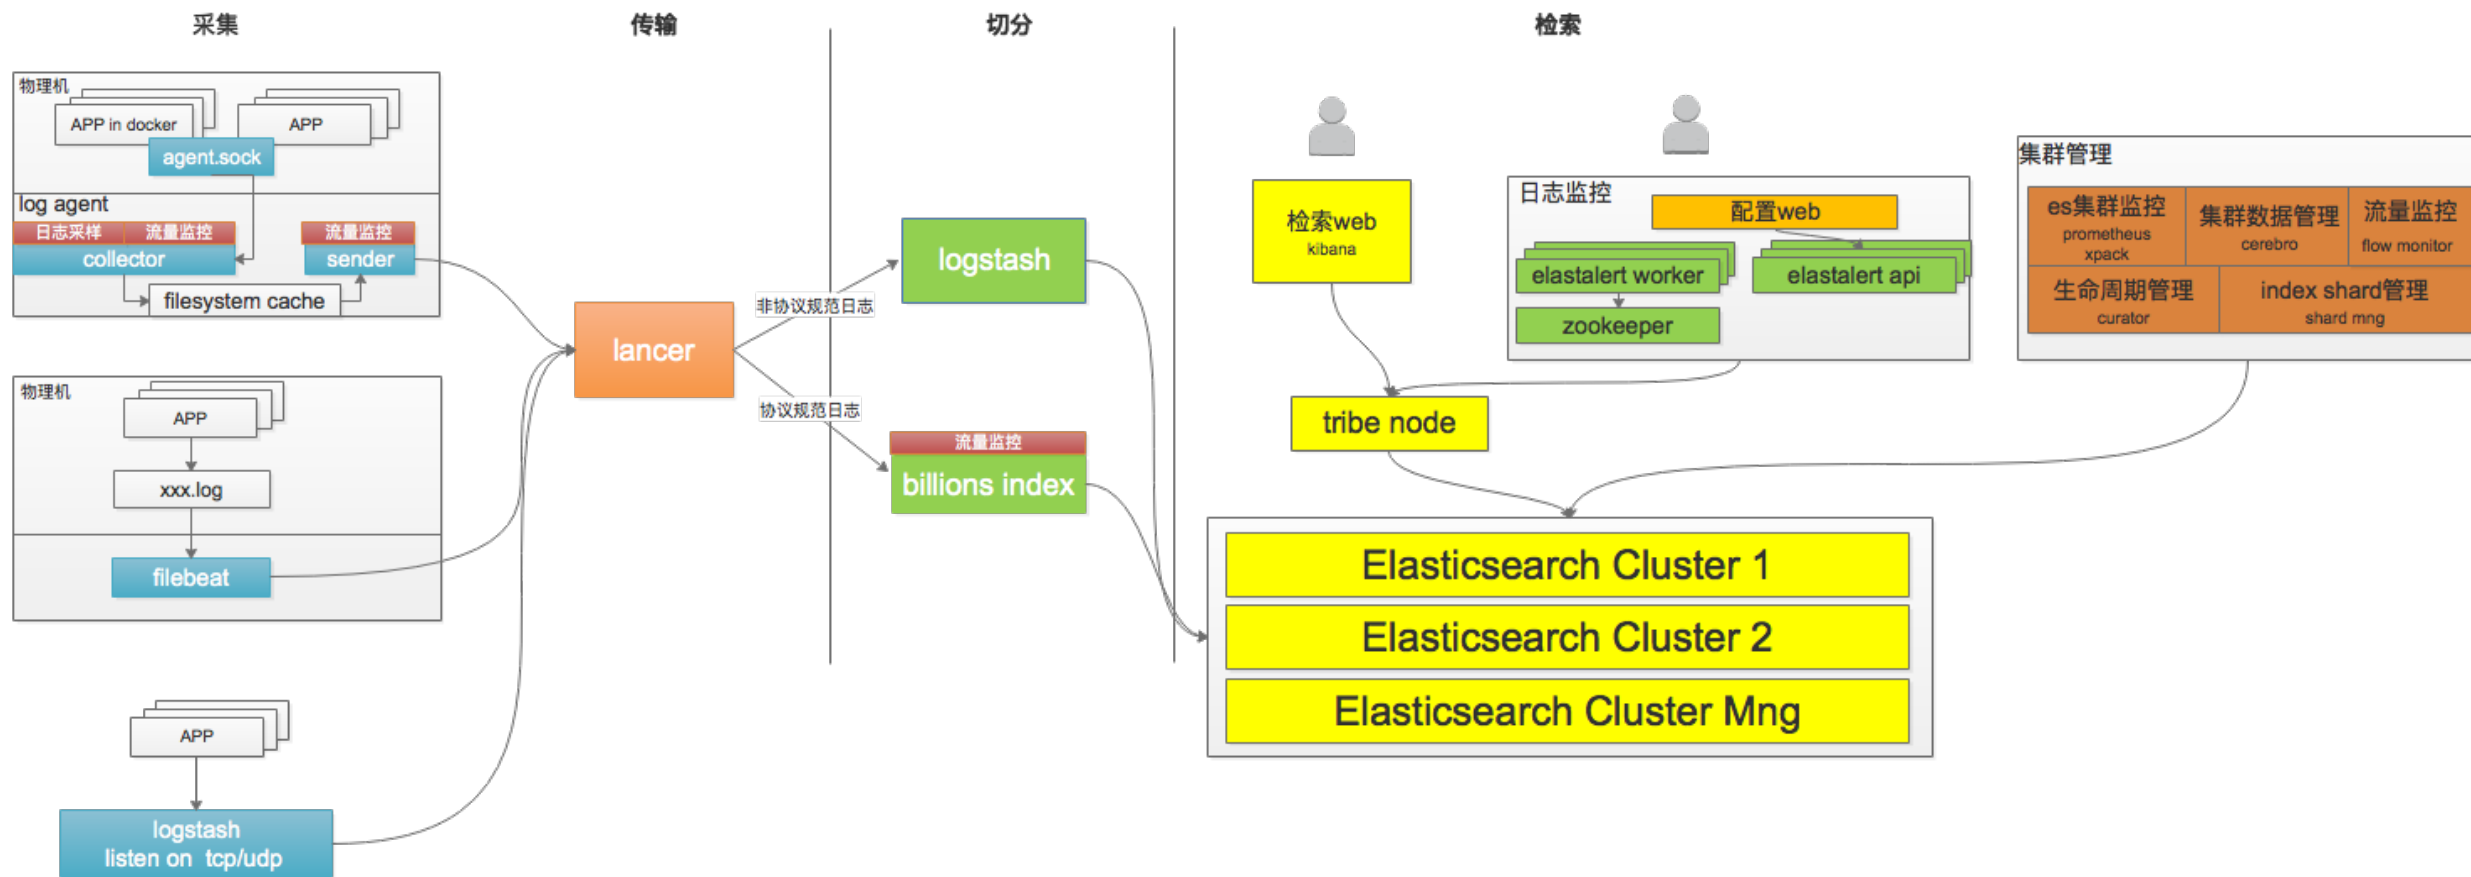 采集
传输
切分
检索
物理机
APP in docker
APP
agent.sock
log agent
日志采样
流量监控
collector
流量监控
sender
filesystem cache
物理机
APP
xxx.log
filebeat
APP
logstash
listen on tcp/udp
lancer
非协议规范日志
协议规范日志
logstash
流量监控
billions index
检索web
kibana
日志监控
配置web
elastalert worker
elastalert api
zookeeper
集群管理
es集群监控
prometheus
xpack
集群数据管理
cerebro
流量监控
flow monitor
生命周期管理
curator
index shard管理
shard mng
tribe node
Elasticsearch Cluster 1
Elasticsearch Cluster 2
Elasticsearch Cluster Mng